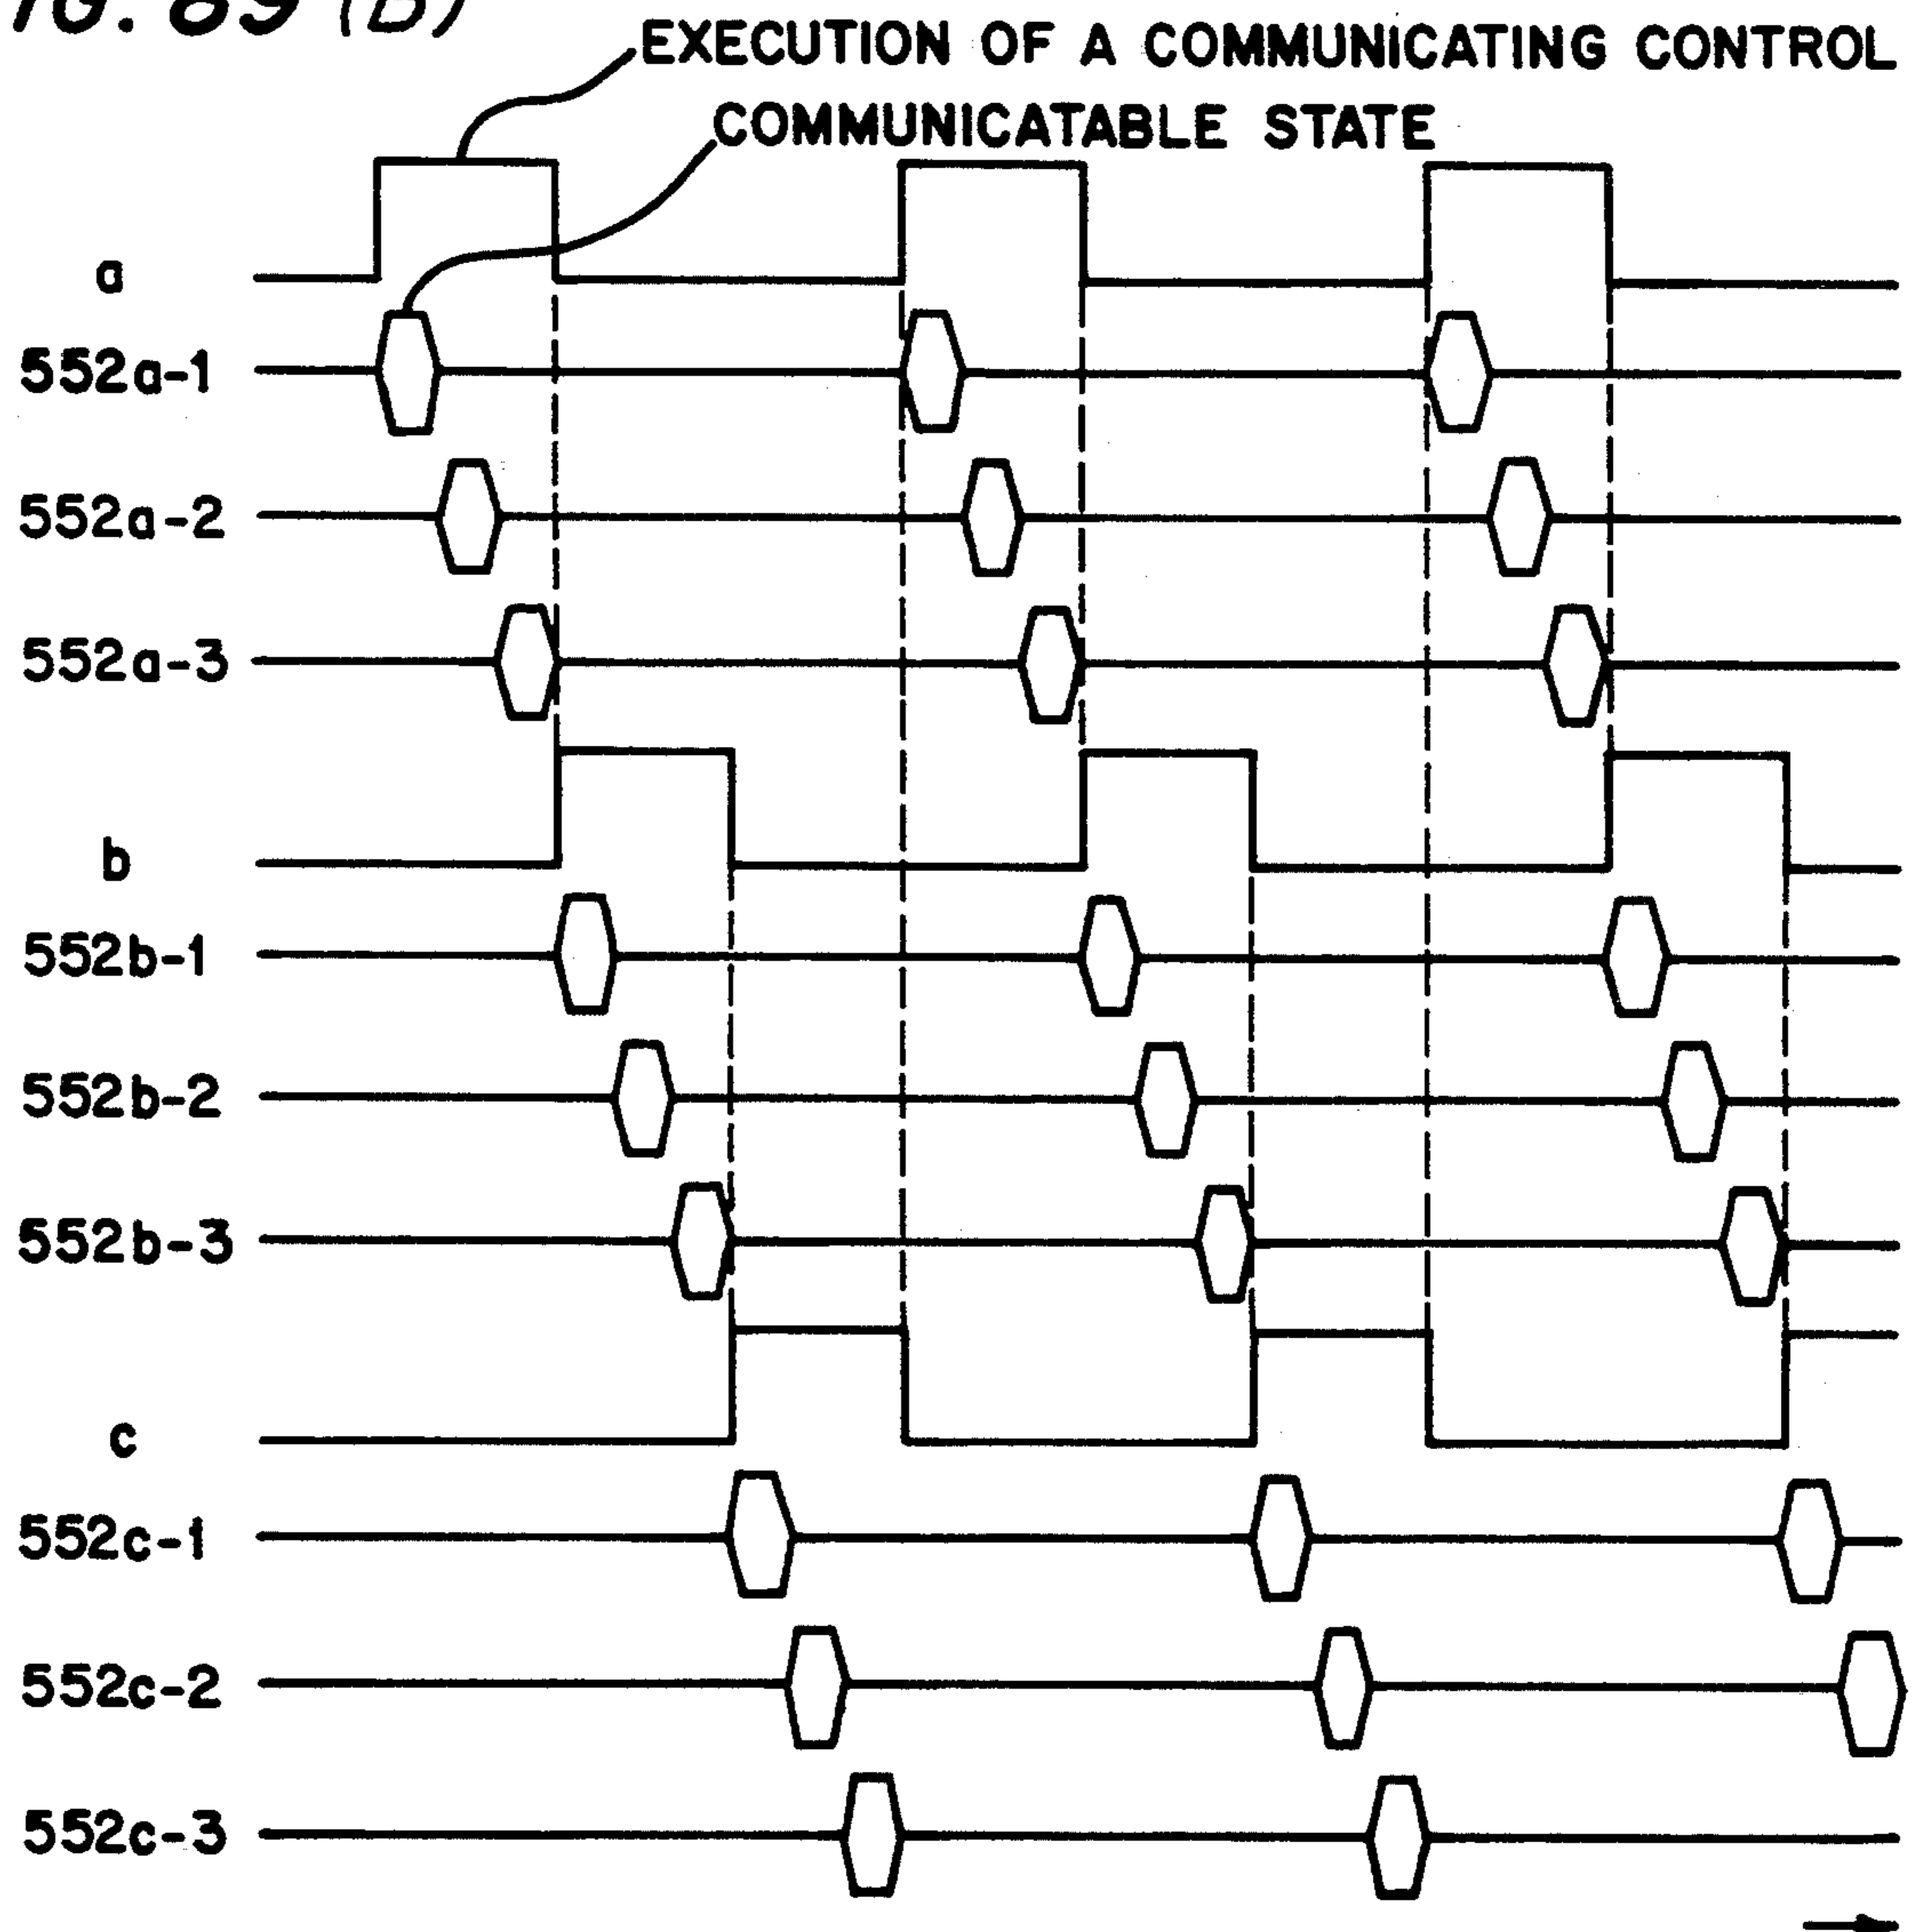 89 (B)
EXECUTION OF A COMMUNICATING CONTROL
COMMUNICATABLE STATE
a
552a-1
552a-2
552a-3
b
552b-1
552b-2
552b-3
c
552c-1
552c-2
552c-3